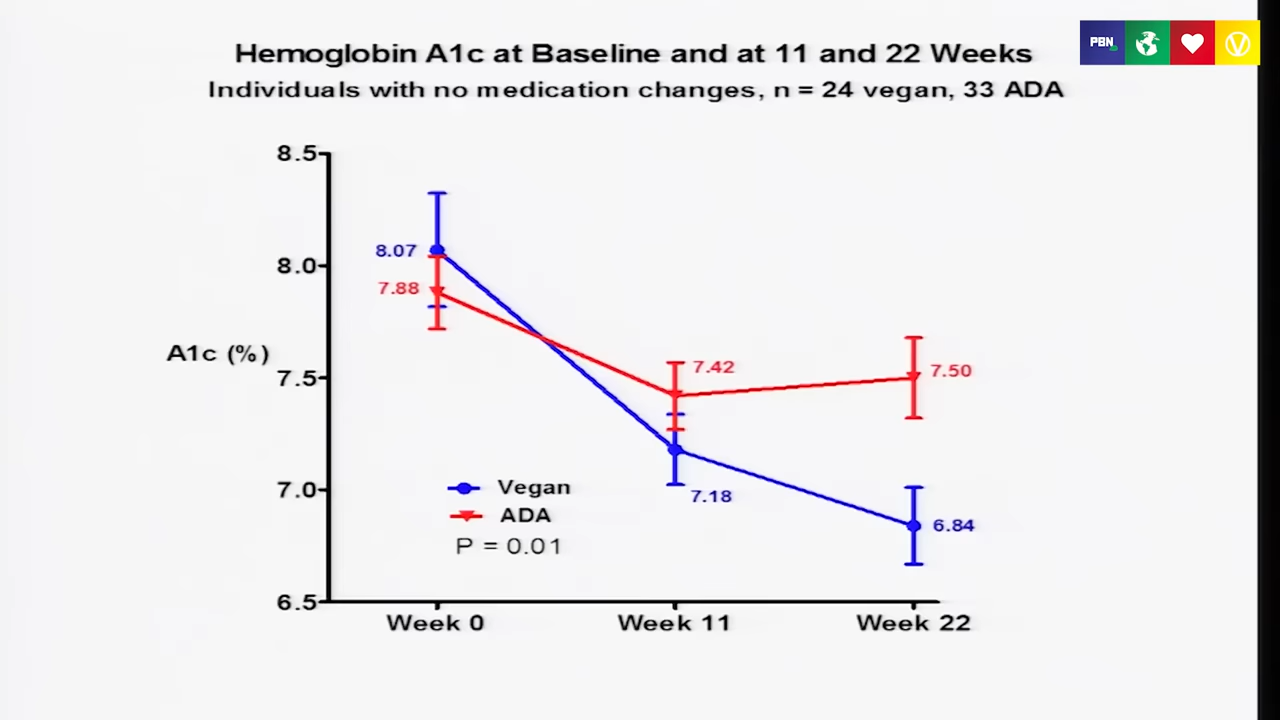 PBN
Hemoglobin A1c at Baseline and at 11 and 22 Weeks
Individuals with no medication changes, n = 24 vegan, 33 ADA
8.5
8.0
7.5
7.0
6.5
A1c (%)
8.07
7.88
7.42
7.50
7.18
6.84
Vegan
ADA
P = 0.01
Week 0
Week 11
Week 22